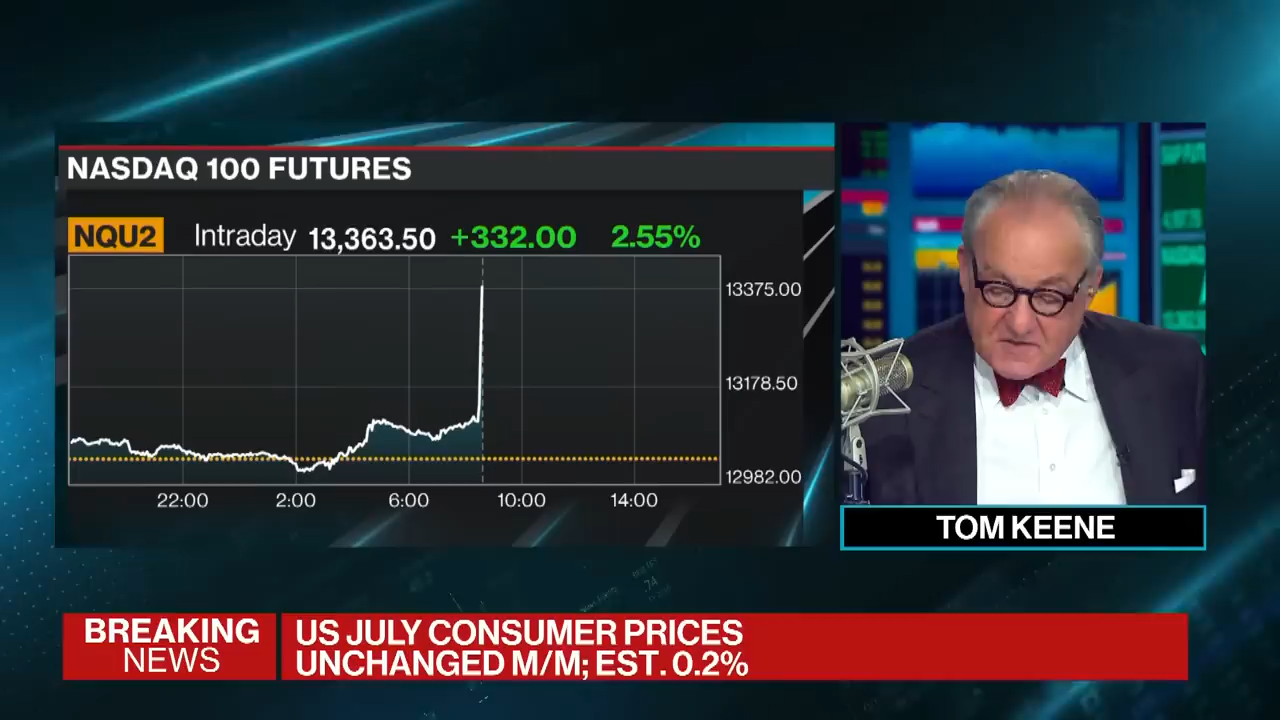 NASDAQ 100 FUTURES
NQU2 Intraday 13,363.50 +332.00 2.55%
13375.00
13178.50
12982.00
22:00 2:00 6:00 10:00 14:00
TOM KEENE
BREAKING
NEWS
US JULY CONSUMER PRICES
UNCHANGED M/M; EST. 0.2%